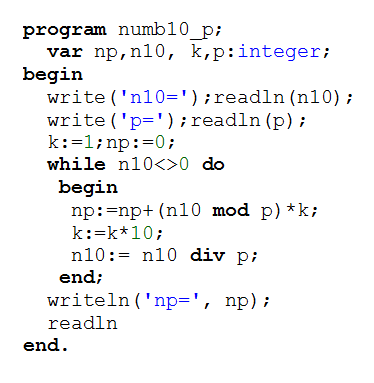 program numb10_p;
var np,n10, k,p:integer;
begin
write('n10=');readln(n10);
write('p=');readln(p);
k:=1;np:=0;
while n10<>0 do
begin
np:=np+(n10 mod p)*k;
k:=k*10;
n10:= n10 div p;
end;
writeln('np=', np);
readln
end.